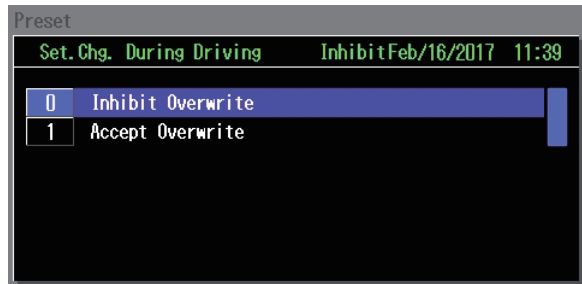 Preset
Set.Chg. During Driving InhibitFeb/16/2017 11:39
0 Inhibit Overwrite
1 Accept Overwrite